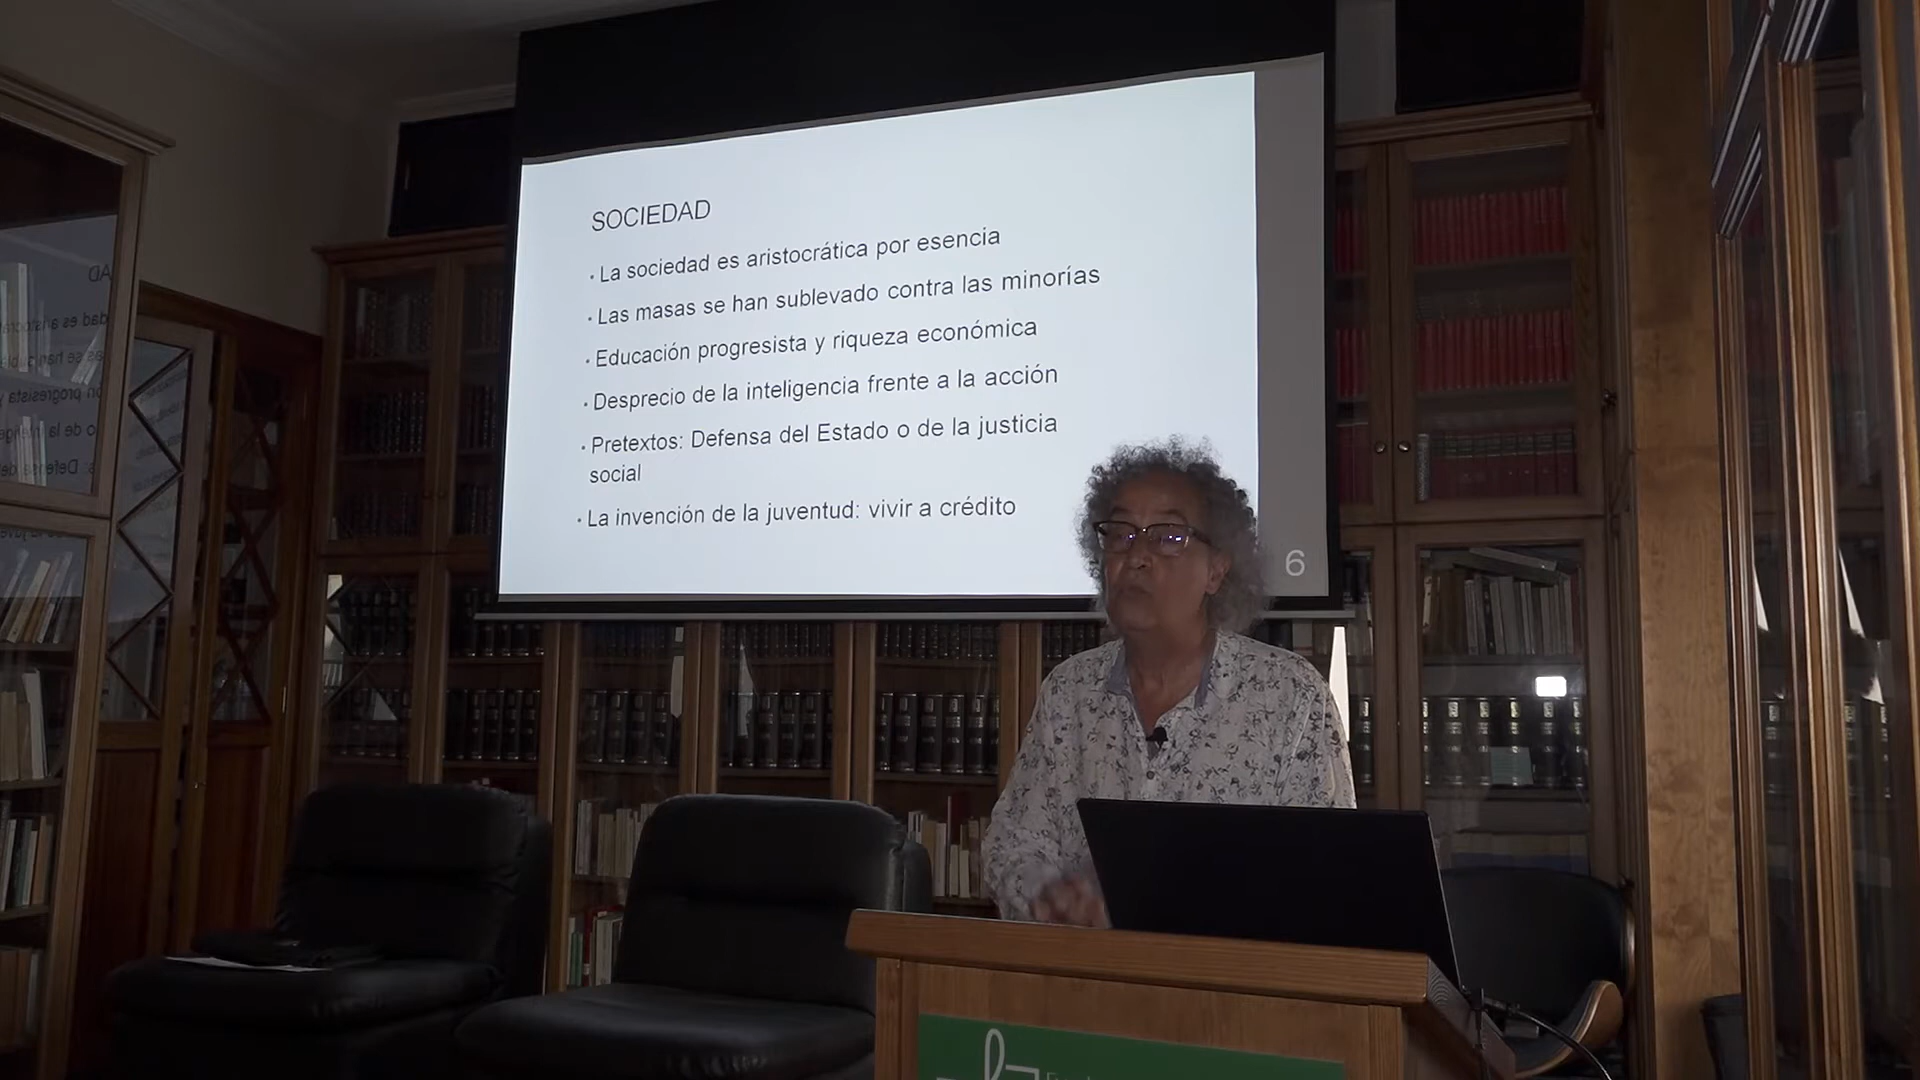 SOCIEDAD
· La sociedad es aristocrática por esencia
· Las masas se han sublevado contra las minorías
· Educación progresista y riqueza económica
· Desprecio de la inteligencia frente a la acción
· Pretextos: Defensa del Estado o de la justicia
social
· La invención de la juventud: vivir a crédito
6